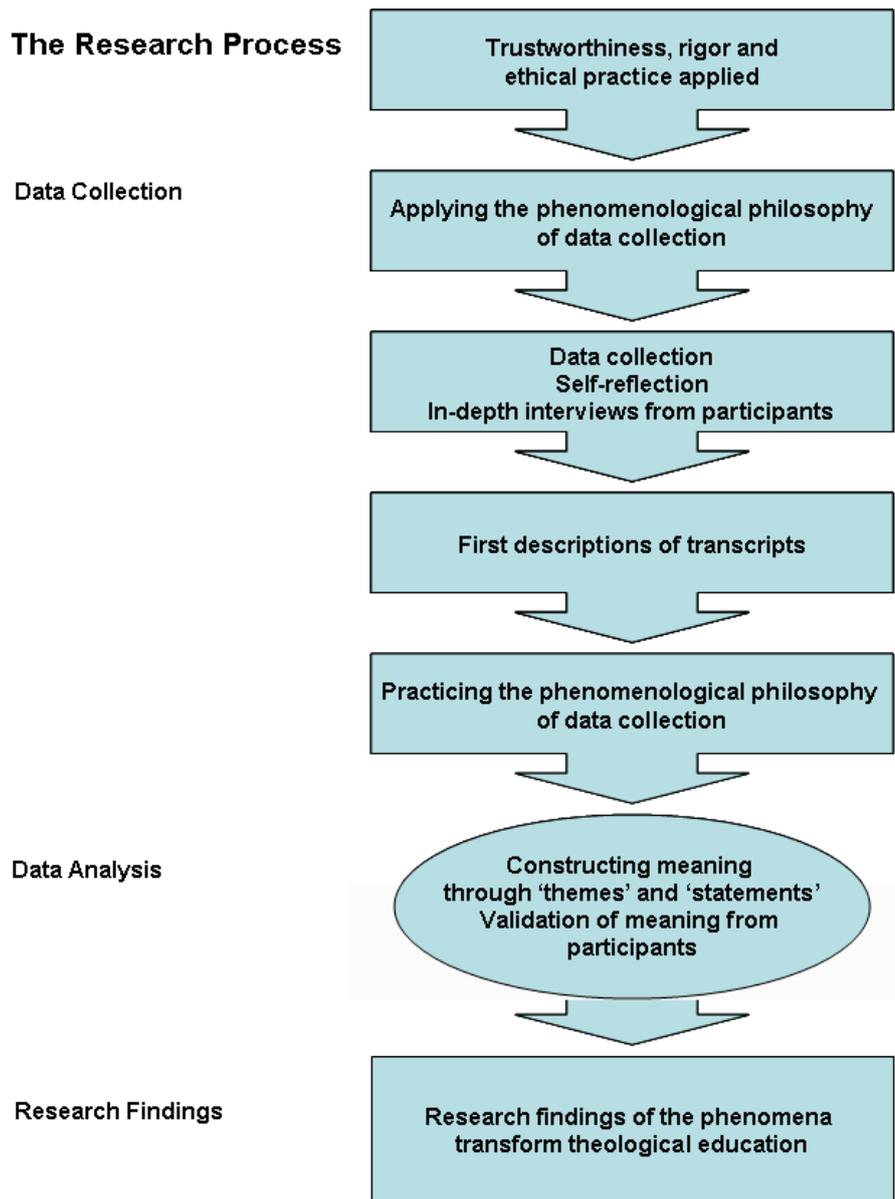 The Research Process
Trustworthiness, rigor and
ethical practice applied
Data Collection
Applying the phenomenological philosophy
of data collection
Data collection
Self-reflection
In-depth interviews from participants
First descriptions of transcripts
Practicing the phenomenological philosophy
of data collection
Data Analysis
Constructing meaning
through ‘themes’ and ‘statements’
Validation of meaning from
participants
Research Findings
Research findings of the phenomena
transform theological education